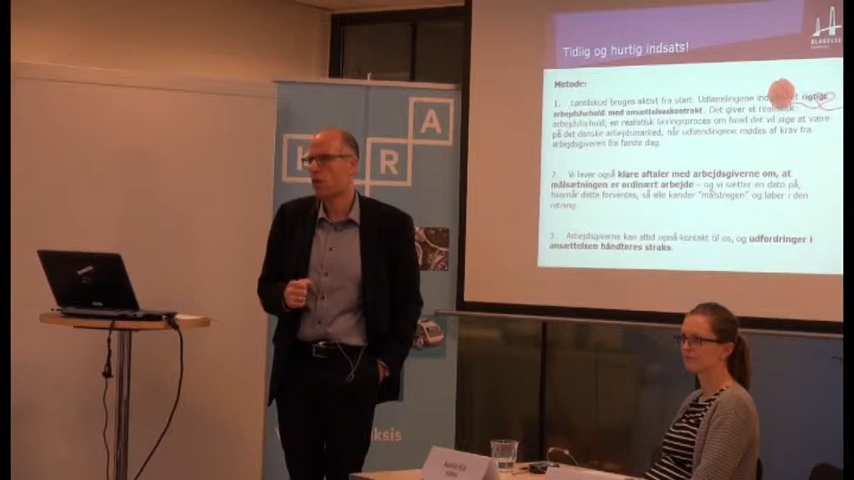 Tidlig og hurtig indsats!
Metode:
1. Løntilskud bruges aktivt fra start. Udlændingene rigtigt
arbejdsforhold med ansættelseskontrakt. Det giver et realistisk
arbejdsforhold, en realistisk læringsproces om hvad det vil sige at være
på det danske arbejdsmarked, når udlændingene mødes af krav fra
arbejdsgiveren fra første dag.
2. Vi laver også klare aftaler med arbejdsgiverne om, at
målsætningen er ordinært arbejde – og vi sætter en dato på,
hvornår dette forventes, så alle kender "målstregen" og løber i den
retning.
3. Arbejdsgiverne kan altid få kontakt til os, og udfordringer i
ansættelsen håndteres straks.
K
R
A
ksis